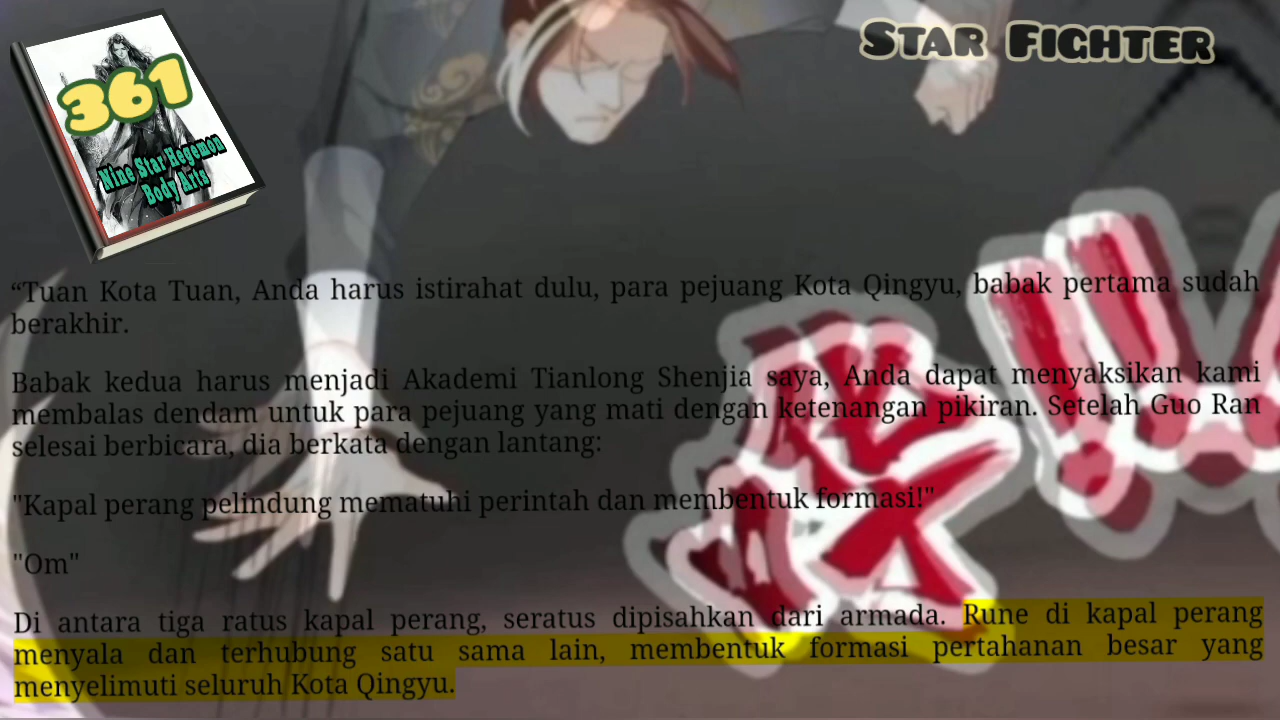 STAR FIGHTER
361
Nine Star Hegemon
Body Arts
“Tuan Kota Tuan, Anda harus istirahat dulu, para pejuang Kota Qingyu, babak pertama sudah
berakhir.
Babak kedua harus menjadi Akademi Tianlong Shenjia saya, Anda dapat menyaksikan kami
membalas dendam untuk para pejuang yang mati dengan ketenangan pikiran. Setelah Guo Ran
selesai berbicara, dia berkata dengan lantang:
"Kapal perang pelindung mematuhi perintah dan membentuk formasi!"
"Om"
Di antara tiga ratus kapal perang, seratus dipisahkan dari armada. Rune di kapal perang
menyala dan terhubung satu sama lain, membentuk formasi pertahanan besar yang
menyelimuti seluruh Kota Qingyu.